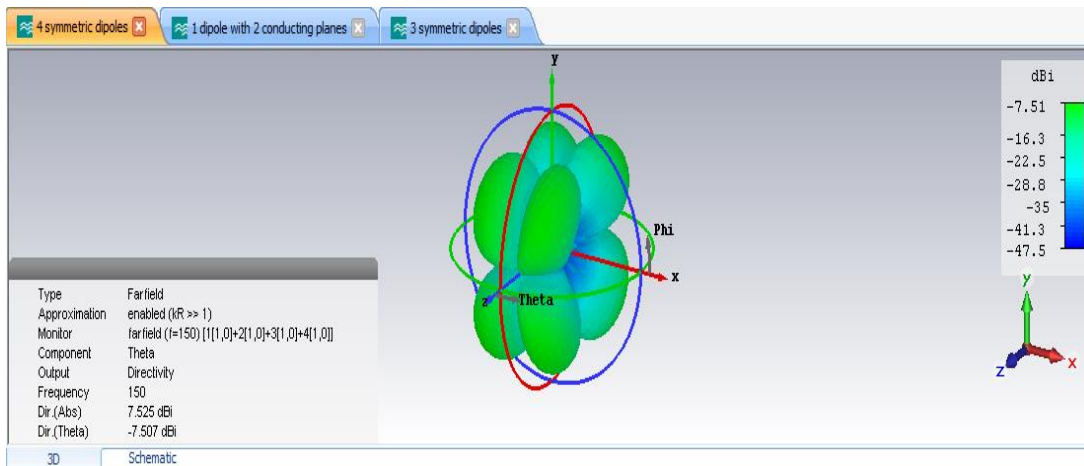 4 symmetric dipoles
1 dipole with 2 conducting planes
3 symmetric dipoles
y
dBi
-7.51
-16.3
-22.5
-28.8
-35
-41.3
-47.5
Phi
x
z
Theta
y
z
x
Type Farfield
Approximation enabled (kR >> 1)
Monitor farfield (f=150) [1[1,0]+2[1,0]+3[1,0]+4[1,0]]
Component Theta
Output Directivity
Frequency 150
Dir.(Abs) 7.525 dBi
Dir.(Theta) -7.507 dBi
3D Schematic